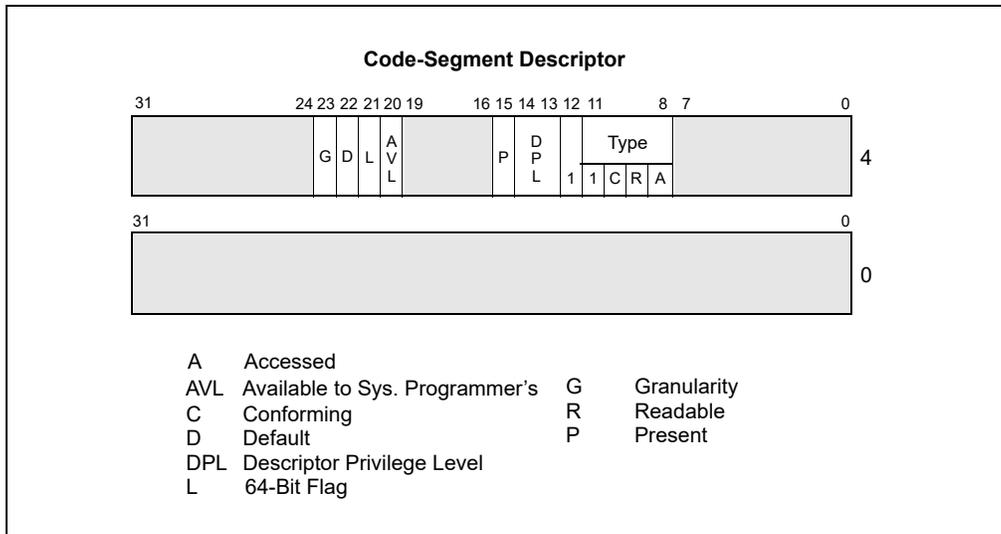 Code-Segment Descriptor
31 24 23 22 21 20 19 16 15 14 13 12 11 8 7 0
G D L AVL P DPL Type 4
1 1 C R A
31 0
0
A Accessed
AVL Available to Sys. Programmer’s G Granularity
C Conforming R Readable
D Default P Present
DPL Descriptor Privilege Level
L 64-Bit Flag